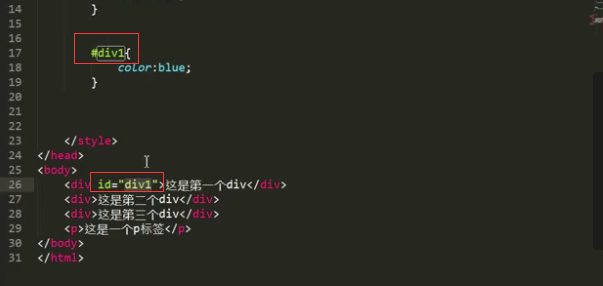 14 }
15
16
17 #div1{
18 color:blue;
19 }
20
21
22
23 </style>
24 </head>
25 <body>
26 <div id="div1">这是第一个div</div>
27 <div>这是第二个div</div>
28 <div>这是第三个div</div>
29 <p>这是一个p标签</p>
30 </body>
31 </html>